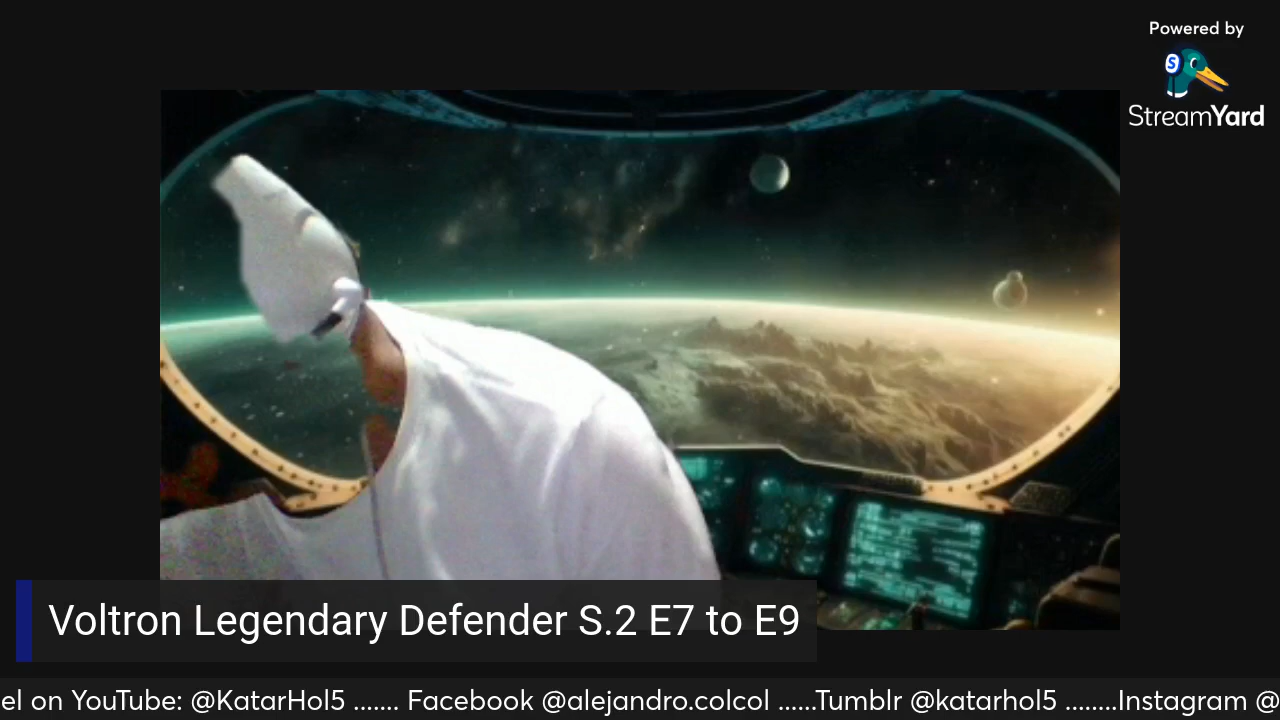 Powered by
S
StreamYard
Voltron Legendary Defender S.2 E7 to E9
el on YouTube: @KatarHol5 ....... Facebook @alejandro.colcol ......Tumblr @katarhol5 ........Instagram @